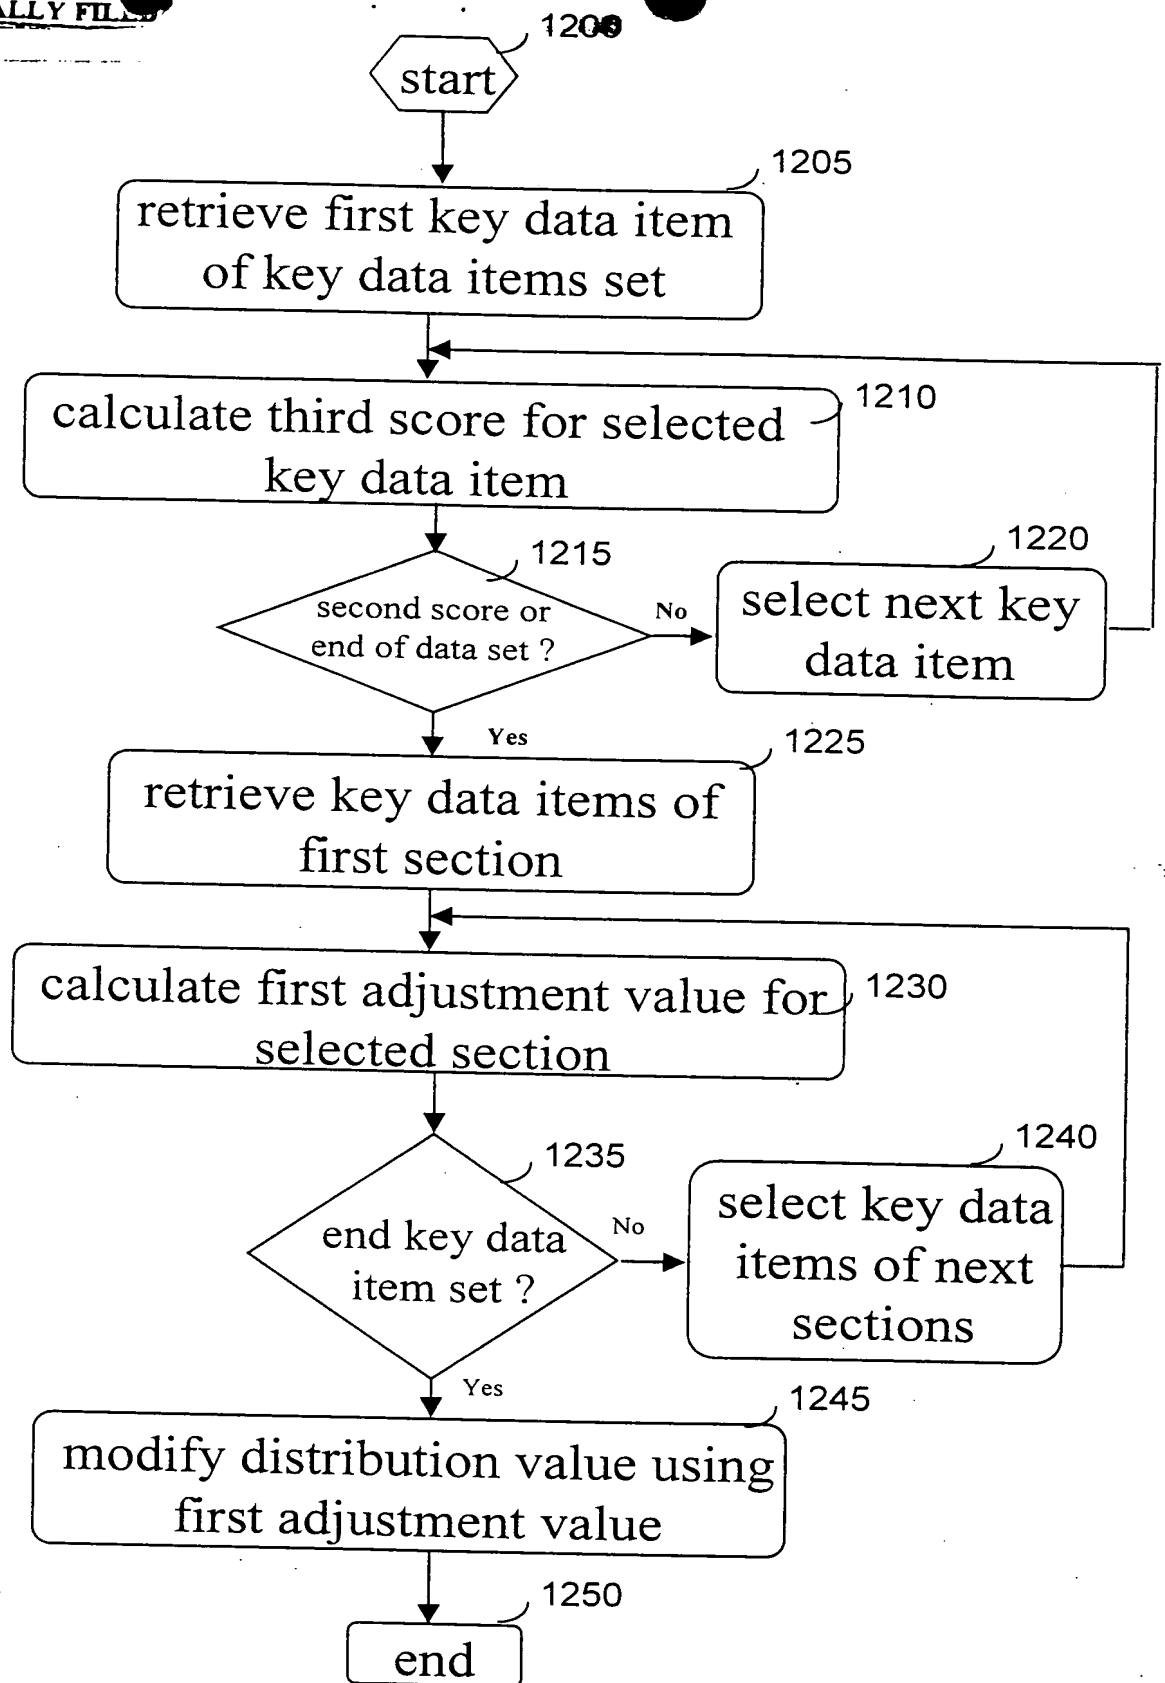 1200
start
1205
retrieve first key data item
of key data items set
1210
calculate third score for selected
key data item
1215
second score or
end of data set ?
No
1220
select next key
data item
Yes
1225
retrieve key data items of
first section
1230
calculate first adjustment value for
selected section
1235
end key data
item set ?
No
1240
select key data
items of next
sections
Yes
1245
modify distribution value using
first adjustment value
1250
end